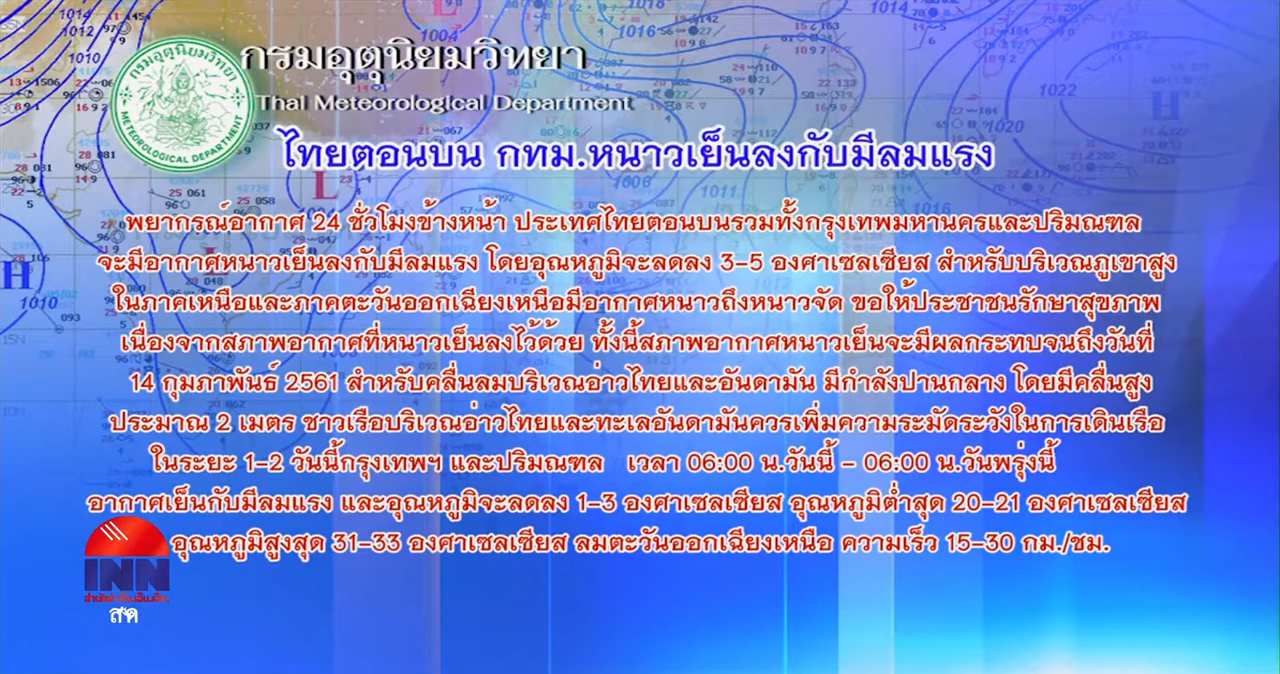 กรมอุตุนิยมวิทยา
Thai Meteorological Department
กรมอุตุนิยมวิทยา
METEOROLOGICAL DEPARTMENT
ไทยตอนบน กทม.หนาวเย็นลงกับมีลมแรง
พยากรณ์อากาศ 24 ชั่วโมงข้างหน้า ประเทศไทยตอนบนรวมทั้งกรุงเทพมหานครและปริมณฑล
จะมีอากาศหนาวเย็นลงกับมีลมแรง โดยอุณหภูมิจะลดลง 3-5 องศาเซลเซียส สำหรับบริเวณภูเขาสูง
ในภาคเหนือและภาคตะวันออกเฉียงเหนือมีอากาศหนาวถึงหนาวจัด ขอให้ประชาชนรักษาสุขภาพ
เนื่องจากสภาพอากาศที่หนาวเย็นลงไว้ด้วย ทั้งนี้สภาพอากาศหนาวเย็นจะมีผลกระทบจนถึงวันที่
14 กุมภาพันธ์ 2561 สำหรับคลื่นลมบริเวณอ่าวไทยและอันดามัน มีกำลังปานกลาง โดยมีคลื่นสูง
ประมาณ 2 เมตร ชาวเรือบริเวณอ่าวไทยและทะเลอันดามันควรเพิ่มความระมัดระวังในการเดินเรือ
ในระยะ 1-2 วันนี้กรุงเทพฯ และปริมณฑล เวลา 06:00 น.วันนี้ - 06:00 น.วันพรุ่งนี้
อากาศเย็นกับมีลมแรง และอุณหภูมิจะลดลง 1-3 องศาเซลเซียส อุณหภูมิต่ำสุด 20-21 องศาเซลเซียส
อุณหภูมิสูงสุด 31-33 องศาเซลเซียส ลมตะวันออกเฉียงเหนือ ความเร็ว 15-30 กม./ชม.
INN
สด
1014
1012
1010
1004
1016
1018
1022
1020
1006
1011
1010
L
L
H
H